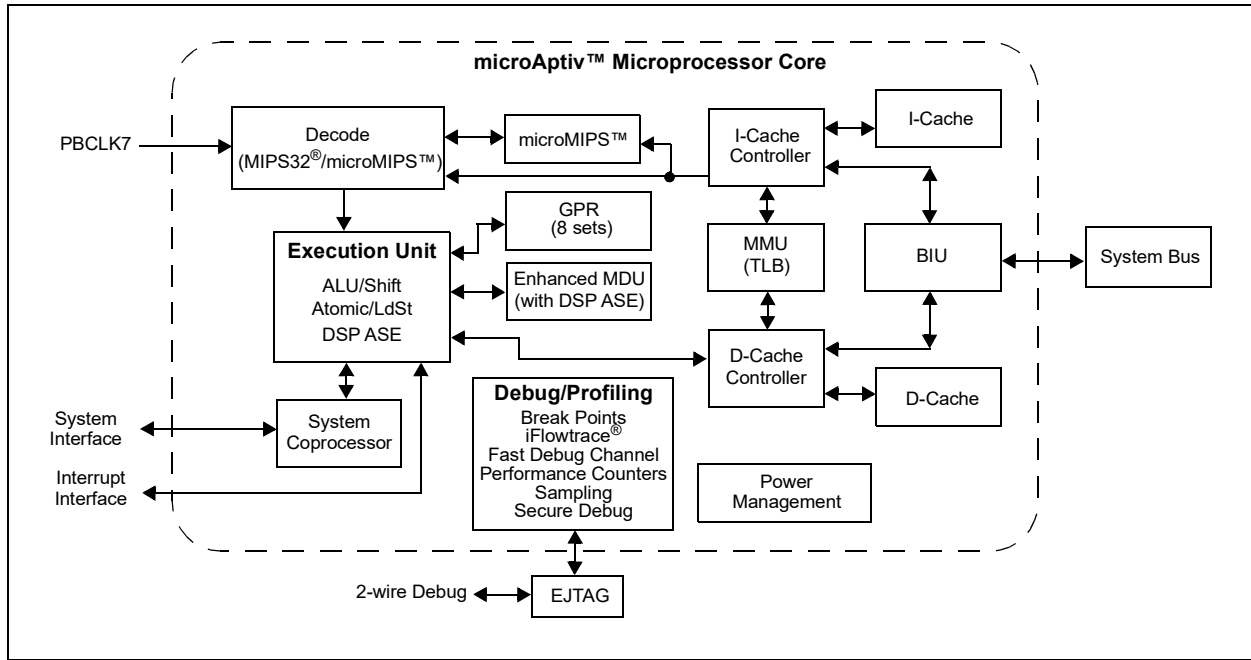 microAptiv™ Microprocessor Core
PBCLK7
Decode
(MIPS32®/microMIPS™)
microMIPS™
I-Cache
Controller
I-Cache
GPR
(8 sets)
Execution Unit
ALU/Shift
Atomic/LdSt
DSP ASE
Enhanced MDU
(with DSP ASE)
MMU
(TLB)
BIU
System Bus
D-Cache
Controller
D-Cache
System
Interface
System
Coprocessor
Interrupt
Interface
Debug/Profiling
Break Points
iFlowtrace®
Fast Debug Channel
Performance Counters
Sampling
Secure Debug
Power
Management
2-wire Debug
EJTAG